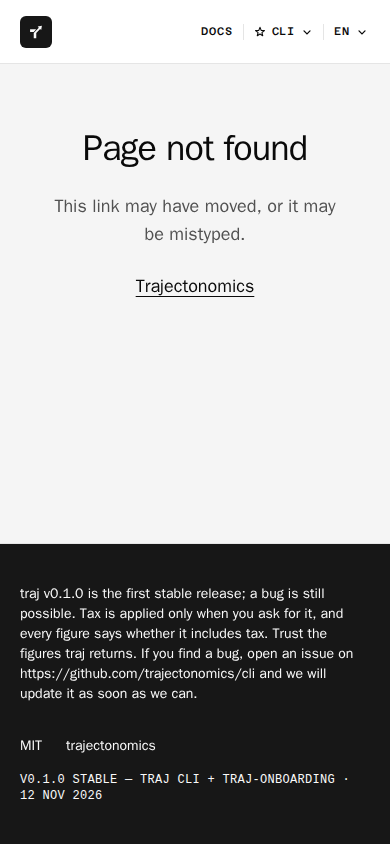 DOCS
CLI
EN
Page not found
This link may have moved, or it may
be mistyped.
Trajectonomics
traj v0.1.0 is the first stable release; a bug is still
possible. Tax is applied only when you ask for it, and
every figure says whether it includes tax. Trust the
figures traj returns. If you find a bug, open an issue on
https://github.com/trajectonomics/cli and we will
update it as soon as we can.
MIT trajectonomics
V0.1.0 STABLE — TRAJ CLI + TRAJ-ONBOARDING ·
12 NOV 2026